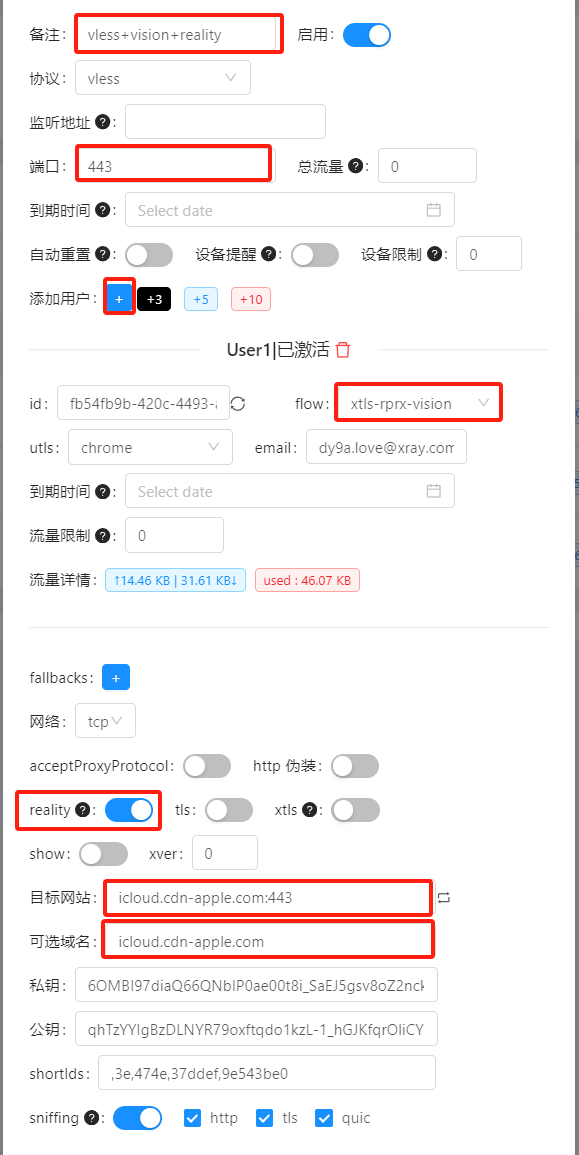 备注: vless+vision+reality 启用:
协议: vless
监听地址 ?:
端口: 443 总流量 ?: 0
到期时间 ?: Select date
自动重置 ?: 设备提醒 ?: 设备限制 ?: 0
添加用户: + +3 +5 +10
User1|已激活
id: fb54fb9b-420c-4493-a flow: xtls-rprx-vision
utls: chrome email: dy9a.love@xray.com
到期时间 ?: Select date
流量限制 ?: 0
流量详情: ↑14.46 KB | 31.61 KB↓ used : 46.07 KB
fallbacks: +
网络: tcp
acceptProxyProtocol: http 伪装:
reality ?: tls: xtls ?:
show: xver: 0
目标网站: icloud.cdn-apple.com:443
可选域名: icloud.cdn-apple.com
私钥: 6OMBI97diaQ66QNbIP0ae00t8i_SaEJ5gsv8oZ2nck
公钥: qhTzYYIgBzDLNYR79oxftqdo1kzL-1_hGJKfqrOIiCY
shortIds: ,3e,474e,37ddef,9e543be0
sniffing ?: http tls quic